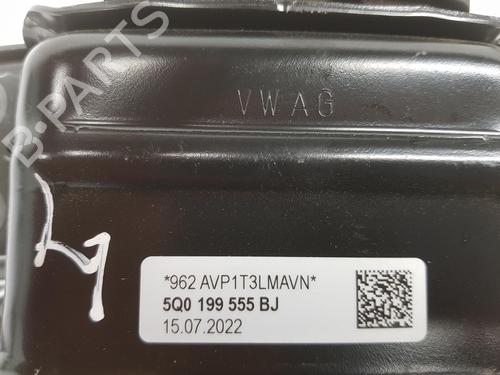 B-PARTS
VWAG
*962 AVP1T3LMAVN*
5Q0 199 555 BJ
15.07.2022